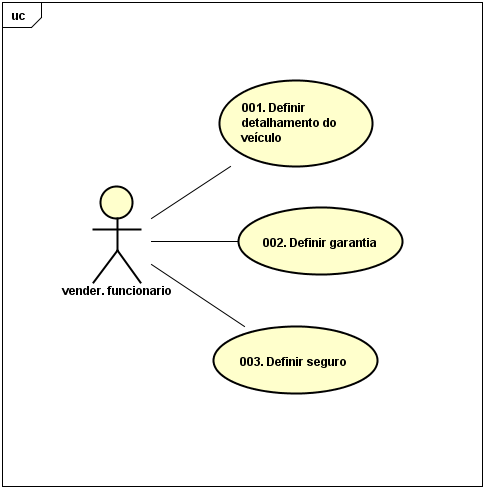 uc
001. Definir
detalhamento do
veículo
002. Definir garantia
vender. funcionario
003. Definir seguro